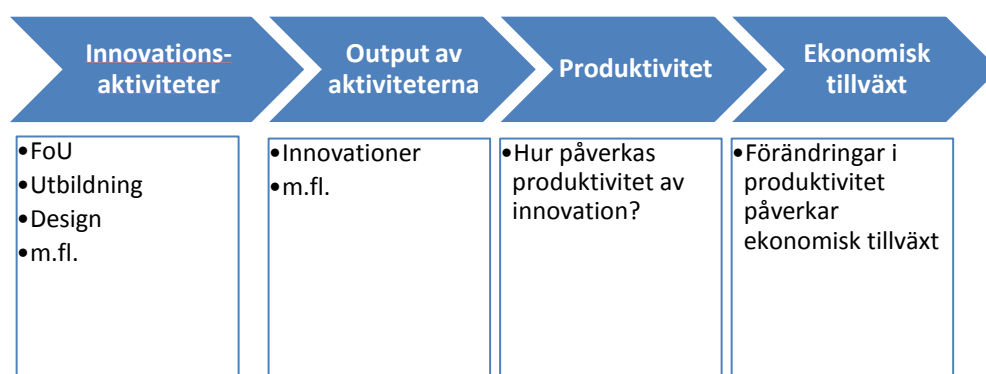 Innovations-
aktiviteter
Output av
aktiviteterna
Produktivitet
Ekonomisk
tillväxt
•FoU
•Utbildning
•Design
•m.fl.
•Innovationer
•m.fl.
•Hur påverkas
produktivitet av
innovation?
•Förändringar i
produktivitet
påverkar
ekonomisk tillväxt